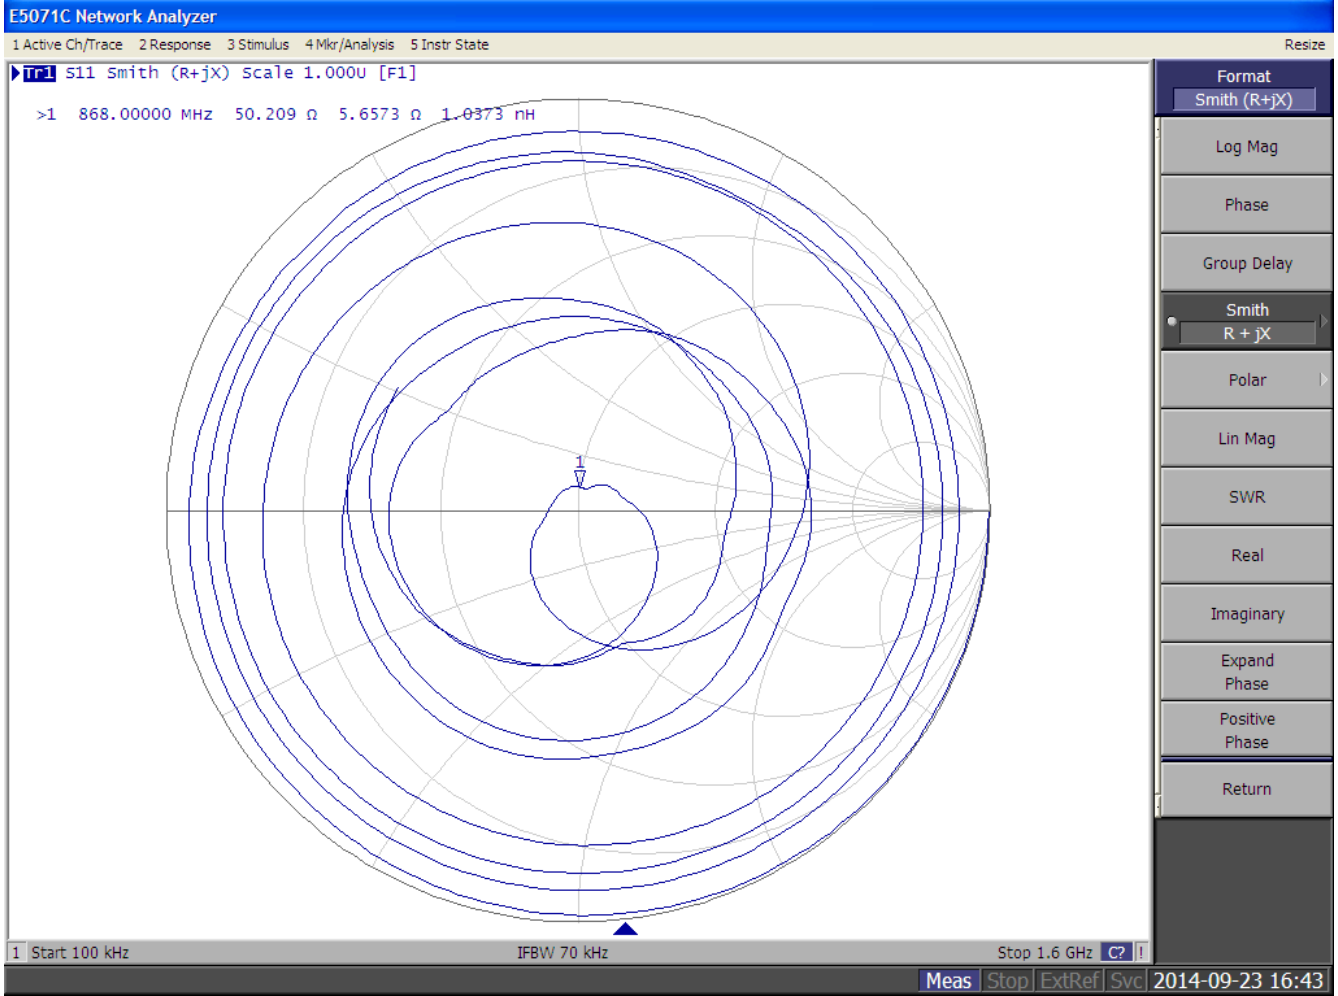 E5071C Network Analyzer
1 Active Ch/Trace 2 Response 3 Stimulus 4 Mkr/Analysis 5 Instr State Resize
Tr1 S11 Smith (R+jX) Scale 1.000U [F1]
>1 868.00000 MHz 50.209 Ω 5.6573 Ω 1.0373 nH
1
Format
Smith (R+jX)
Log Mag
Phase
Group Delay
Smith
R + jX
Polar
Lin Mag
SWR
Real
Imaginary
Expand
Phase
Positive
Phase
Return
1 Start 100 kHz IFBW 70 kHz Stop 1.6 GHz C? !
Meas Stop ExtRef Svc 2014-09-23 16:43